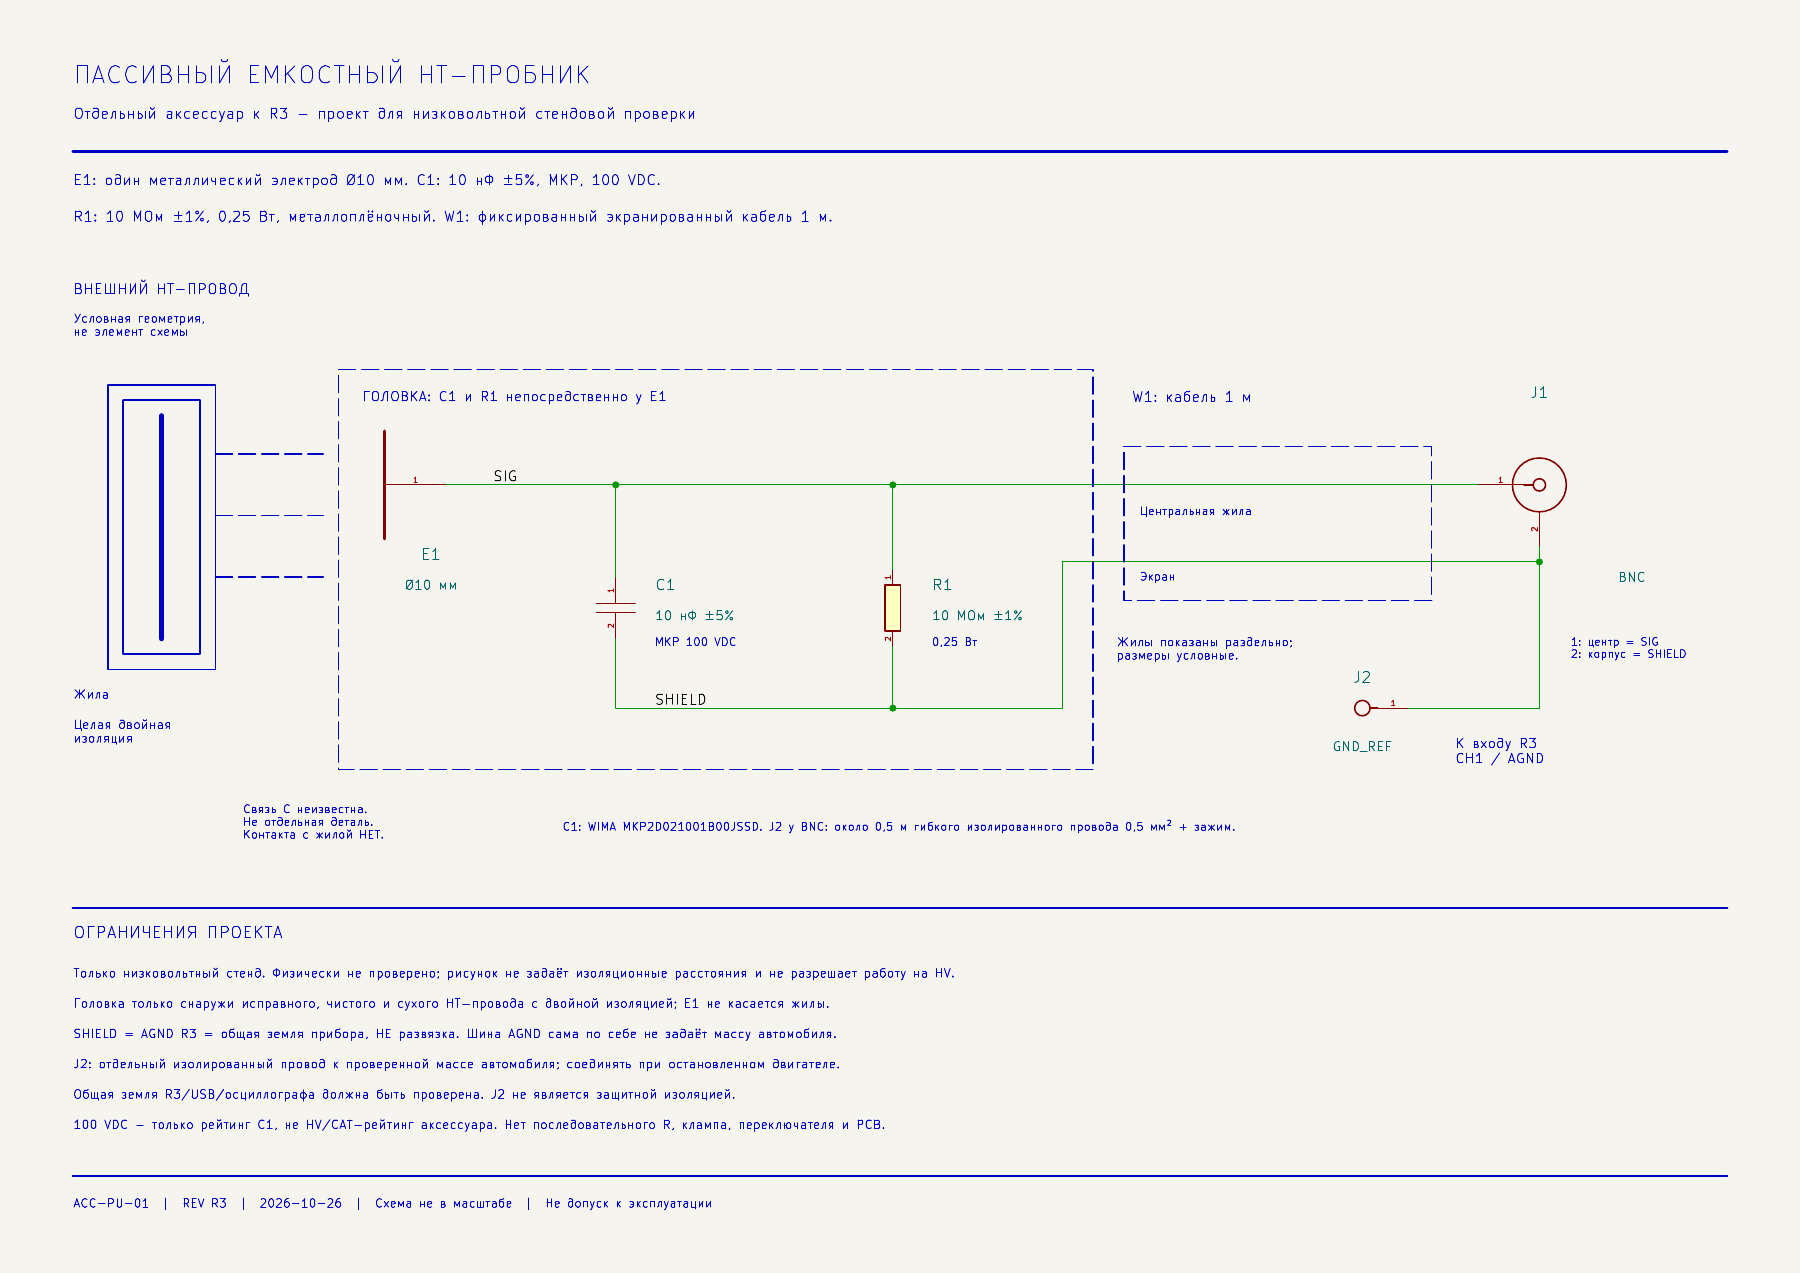 ПАССИВНЫЙ ЕМКОСТНЫЙ НТ-ПРОБНИК
Отдельный аксессуар к R3 – проект для низковольтной стендовой проверки
E1: один металлический электрод Ø10 мм. C1: 10 нФ ±5%, MKP, 100 VDC.
R1: 10 МОм ±1%, 0,25 Вт, металлоплёночный. W1: фиксированный экранированный кабель 1 м.
ВНЕШНИЙ НТ-ПРОВОД
Условная геометрия,
не элемент схемы
ГОЛОВКА: C1 и R1 непосредственно у E1
W1: кабель 1 м
J1
1
SIG
1
2
Центральная жила
E1
Ø10 мм
1
2
C1
10 нФ ±5%
MKP 100 VDC
1
2
R1
10 МОм ±1%
0,25 Вт
Экран
BNC
Жилы показаны раздельно;
размеры условные.
1: центр = SIG
2: корпус = SHIELD
J2
1
GND_REF
SHIELD
К входу R3
CH1 / AGND
Жила
Целая двойная
изоляция
Связь C неизвестна.
Не отдельная деталь.
Контакта с жилой НЕТ.
C1: WIMA MKP2D021001B00JSSD. J2 у BNC: около 0,5 м гибкого изолированного провода 0,5 мм² + зажим.
ОГРАНИЧЕНИЯ ПРОЕКТА
Только низковольтный стенд. Физически не проверено; рисунок не задаёт изоляционные расстояния и не разрешает работу на HV.
Головка только снаружи исправного, чистого и сухого НТ-провода с двойной изоляцией; E1 не касается жилы.
SHIELD = AGND R3 = общая земля прибора, НЕ развязка. Шина AGND сама по себе не задаёт массу автомобиля.
J2: отдельный изолированный провод к проверенной массе автомобиля; соединять при остановленном двигателе.
Общая земля R3/USB/осциллографа должна быть проверена. J2 не является защитной изоляцией.
100 VDC – только рейтинг C1, не HV/CAT-рейтинг аксессуара. Нет последовательного R, клампа, переключателя и PCB.
ACC-PU-01 | REV R3 | 2026-10-26 | Схема не в масштабе | Не допуск к эксплуатации